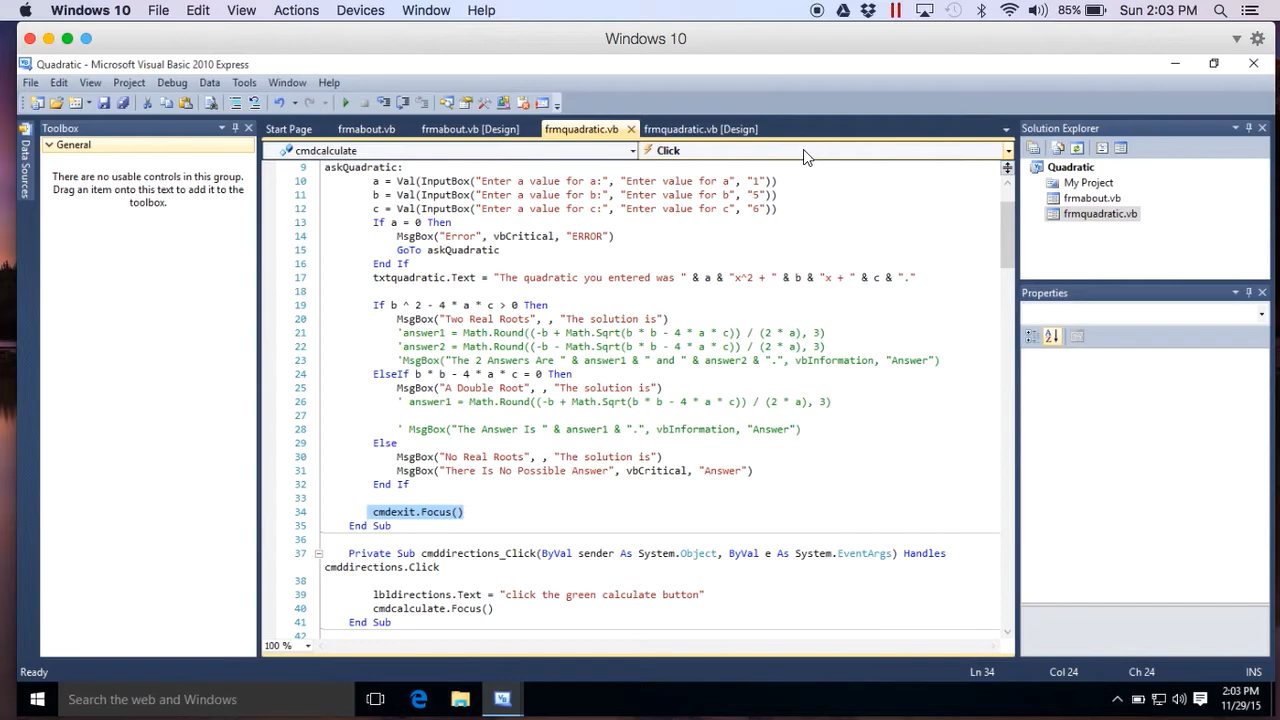 Windows 10 File Edit View Actions Devices Window Help 85% Sun 2:03 PM
Windows 10
Quadratic - Microsoft Visual Basic 2010 Express
File Edit View Project Debug Data Tools Window Help
Toolbox
General
There are no usable controls in this group.
Drag an item onto this text to add it to the
toolbox.
Data Sources
Start Page frmabout.vb frmabout.vb [Design] frmquadratic.vb frmquadratic.vb [Design]
cmdcalculate Click
9 askQuadratic:
10 a = Val(InputBox("Enter a value for a:", "Enter value for a", "1"))
11 b = Val(InputBox("Enter a value for b:", "Enter value for b", "5"))
12 c = Val(InputBox("Enter a value for c:", "Enter value for c", "6"))
13 If a = 0 Then
14 MsgBox("Error", vbCritical, "ERROR")
15 GoTo askQuadratic
16 End If
17 txtquadratic.Text = "The quadratic you entered was " & a & "x^2 + " & b & "x + " & c & "."
18
19 If b ^ 2 - 4 * a * c > 0 Then
20 MsgBox("Two Real Roots", , "The solution is")
21 'answer1 = Math.Round((-b + Math.Sqrt(b * b - 4 * a * c)) / (2 * a), 3)
22 'answer2 = Math.Round((-b - Math.Sqrt(b * b - 4 * a * c)) / (2 * a), 3)
23 'MsgBox("The 2 Answers Are " & answer1 & " and " & answer2 & ".", vbInformation, "Answer")
24 ElseIf b * b - 4 * a * c = 0 Then
25 MsgBox("A Double Root", , "The solution is")
26 ' answer1 = Math.Round((-b + Math.Sqrt(b * b - 4 * a * c)) / (2 * a), 3)
27
28 ' MsgBox("The Answer Is " & answer1 & ".", vbInformation, "Answer")
29 Else
30 MsgBox("No Real Roots", , "The solution is")
31 MsgBox("There Is No Possible Answer", vbCritical, "Answer")
32 End If
33
34 cmdexit.Focus()
35 End Sub
36
37 Private Sub cmddirections_Click(ByVal sender As System.Object, ByVal e As System.EventArgs) Handles
cmddirections.Click
38
39 lbldirections.Text = "click the green calculate button"
40 cmdcalculate.Focus()
41 End Sub
42
100 %
Solution Explorer
Quadratic
My Project
frmabout.vb
frmquadratic.vb
Properties
Ready Ln 34 Col 24 Ch 24 INS
Search the web and Windows
2:03 PM
11/29/15